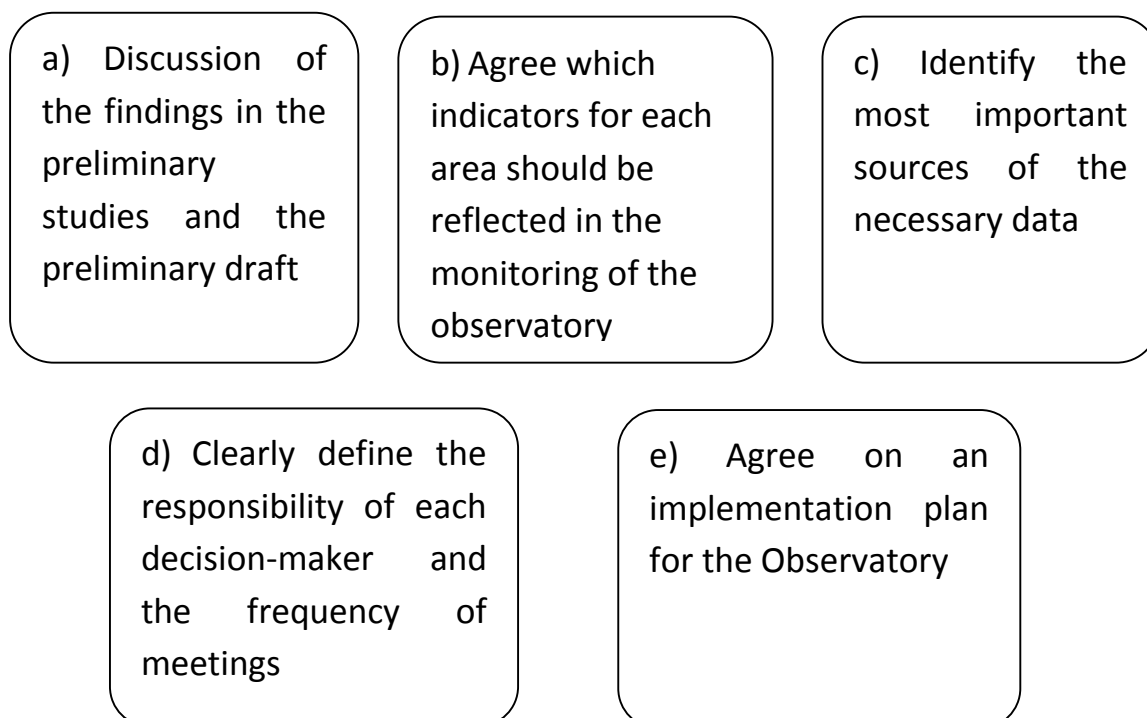 a) Discussion of
the findings in the
preliminary
studies and the
preliminary draft
b) Agree which
indicators for each
area should be
reflected in the
monitoring of the
observatory
c) Identify the
most important
sources of the
necessary data
d) Clearly define the
responsibility of each
decision-maker and
the frequency of
meetings
e) Agree on an
implementation plan
for the Observatory